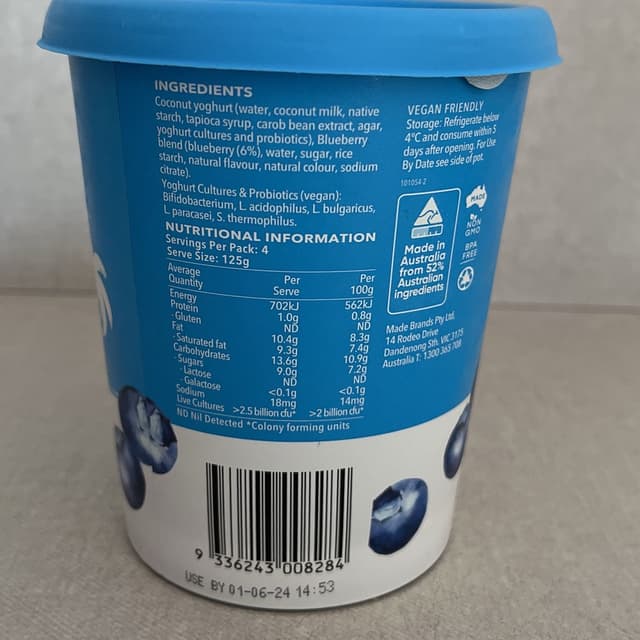 INGREDIENTS
Coconut yoghurt (water, coconut milk, native
starch, tapioca syrup, carob bean extract, agar,
yoghurt cultures and probiotics), Blueberry
blend (blueberry (6%), water, sugar, rice
starch, natural flavour, natural colour, sodium
citrate).
Yoghurt Cultures & Probiotics (vegan):
Bifidobacterium, L. acidophilus, L. bulgaricus,
L. paracasei, S. thermophilus.
NUTRITIONAL INFORMATION
Servings Per Pack: 4
Serve Size: 125g
Average Quantity Per Serve Per 100g
Energy 702kJ 562kJ
Protein 1.0g 0.8g
- Gluten ND ND
Fat 10.4g 8.3g
- Saturated fat 9.3g 7.4g
Carbohydrates 13.6g 10.9g
- Sugars 9.0g 7.2g
- Lactose ND ND
- Galactose <0.1g <0.1g
Sodium 18mg 14mg
Live Cultures >2.5 billion cfu* >2 billion cfu*
ND Nil Detected *Colony forming units
VEGAN FRIENDLY
Storage: Refrigerate below
4°C and consume within 5
days after opening. For Use
By Date see side of pot.
101054 2
Made in
Australia
from 52%
Australian
ingredients
MADE
NON
GMO
BPA
FREE
Made Brands Pty Ltd.
14 Rodeo Drive
Dandenong Sth. VIC 3175
Australia T: 1300 365 708
9 336243 008284
USE BY 01-06-24 14:53